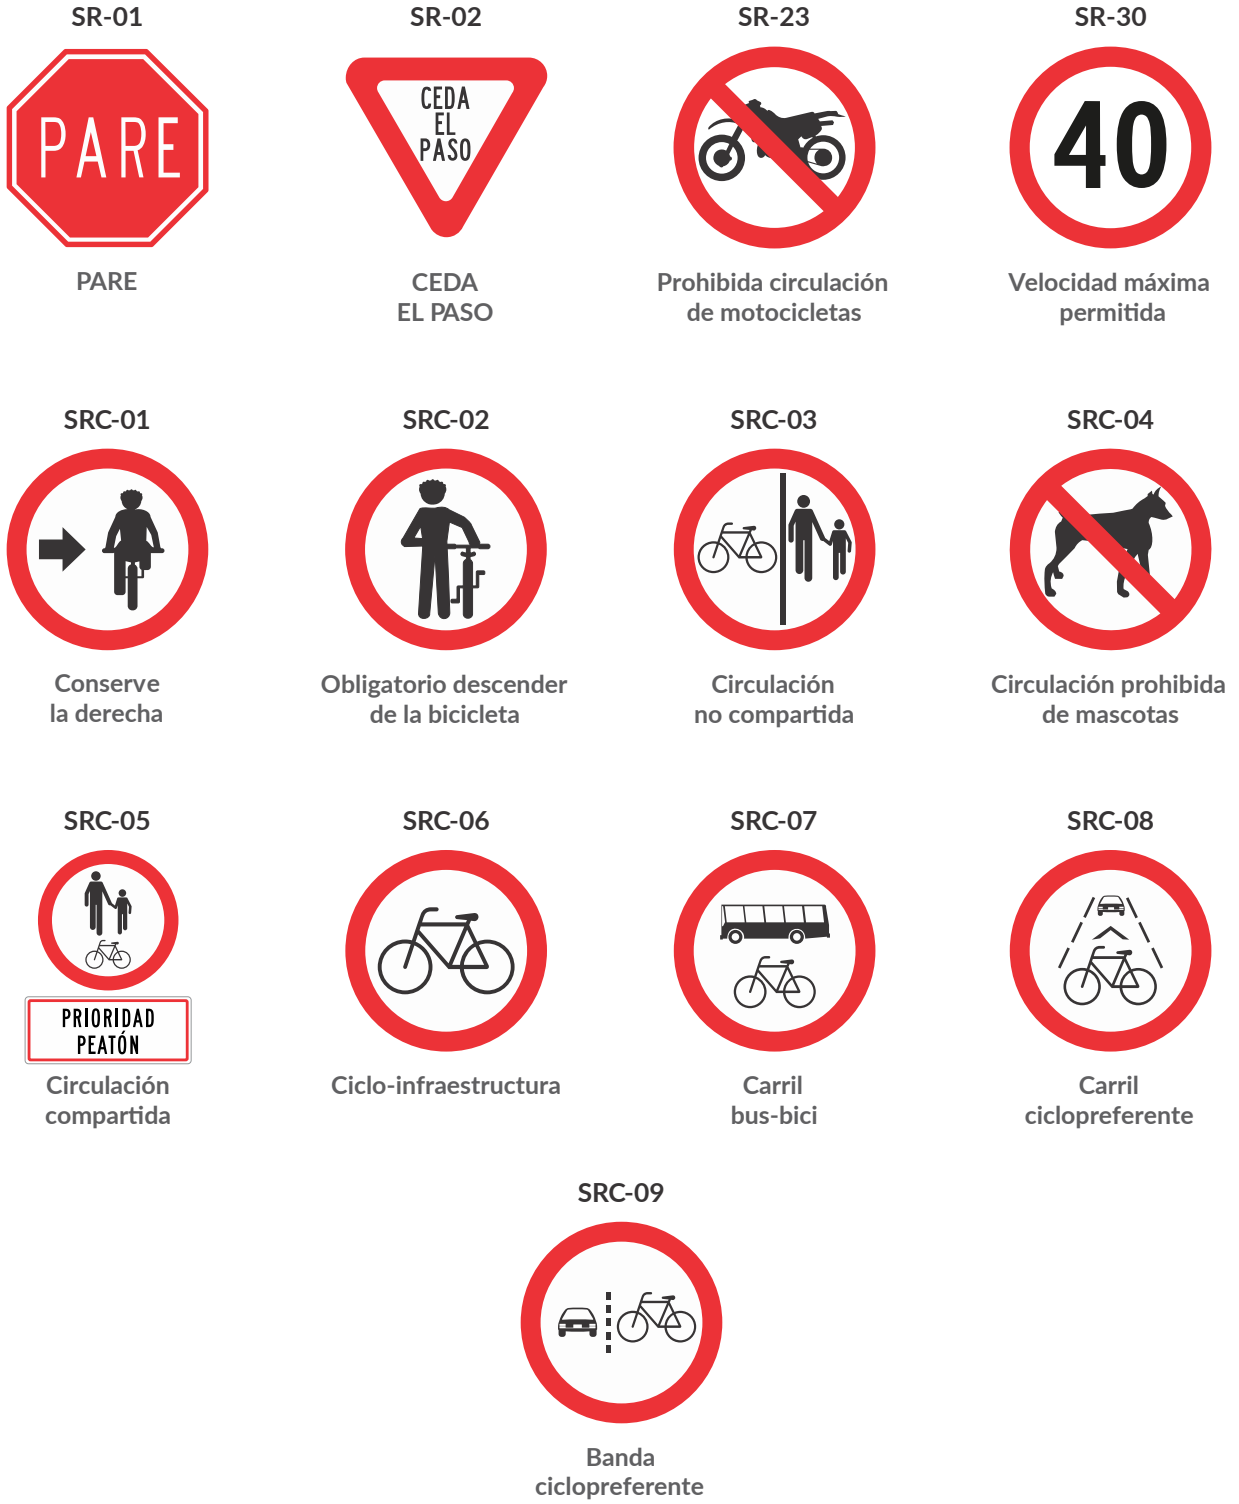 SR-01
SR-02
SR-23
SR-30
PARE
CEDA
EL
PASO
40
PARE
CEDA
EL PASO
Prohibida circulación
de motocicletas
Velocidad máxima
permitida
SRC-01
SRC-02
SRC-03
SRC-04
Conserve
la derecha
Obligatorio descender
de la bicicleta
Circulación
no compartida
Circulación prohibida
de mascotas
SRC-05
SRC-06
SRC-07
SRC-08
PRIORIDAD
PEATÓN
Circulación
compartida
Ciclo-infraestructura
Carril
bus-bici
Carril
ciclopreferente
SRC-09
Banda
ciclopreferente